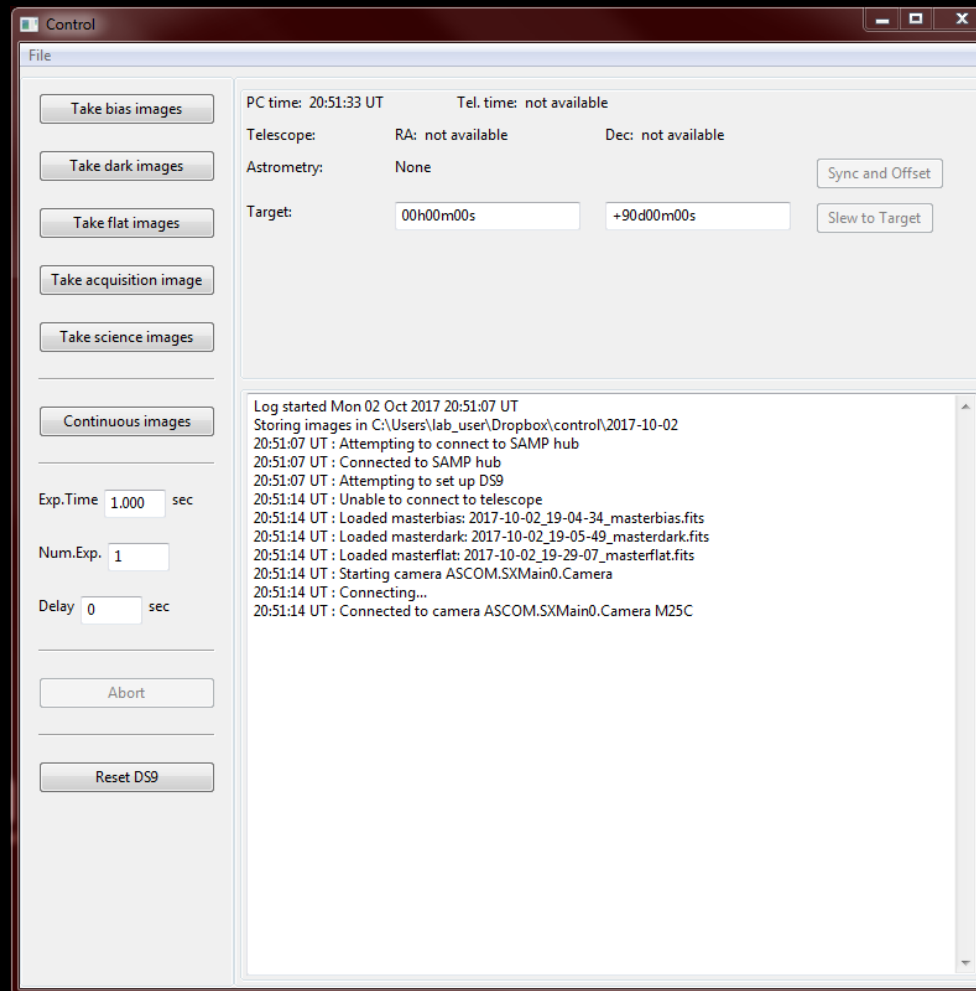 Control
File
Take bias images
Take dark images
Take flat images
Take acquisition image
Take science images
Continuous images
Exp.Time 1.000 sec
Num.Exp. 1
Delay 0 sec
Abort
Reset DS9
PC time: 20:51:33 UT Tel. time: not available
Telescope: RA: not available Dec: not available
Astrometry: None Sync and Offset
Target: 00h00m00s +90d00m00s Slew to Target
Log started Mon 02 Oct 2017 20:51:07 UT
Storing images in C:\Users\lab_user\Dropbox\control\2017-10-02
20:51:07 UT : Attempting to connect to SAMP hub
20:51:07 UT : Connected to SAMP hub
20:51:07 UT : Attempting to set up DS9
20:51:14 UT : Unable to connect to telescope
20:51:14 UT : Loaded masterbias: 2017-10-02_19-04-34_masterbias.fits
20:51:14 UT : Loaded masterdark: 2017-10-02_19-05-49_masterdark.fits
20:51:14 UT : Loaded masterflat: 2017-10-02_19-29-07_masterflat.fits
20:51:14 UT : Starting camera ASCOM.SXMain0.Camera
20:51:14 UT : Connecting...
20:51:14 UT : Connected to camera ASCOM.SXMain0.Camera M25C